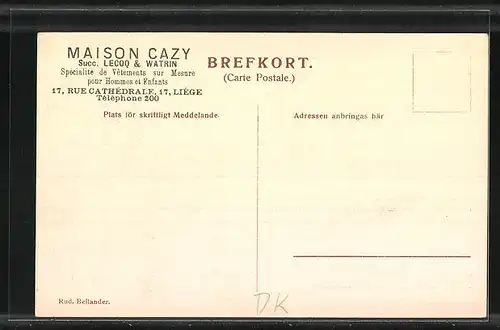 MAISON CAZY
Succ. LECOQ & WATRIN
Spécialité de Vêtements sur Mesure
pour Hommes et Enfants
17, RUE CATHÉDRALE, 17, LIÉGE
Téléphone 200
BREFKORT.
(Carte Postale.)
Plats för skriftligt Meddelande.
Adressen anbringas här
Rud. Bellander.
DK